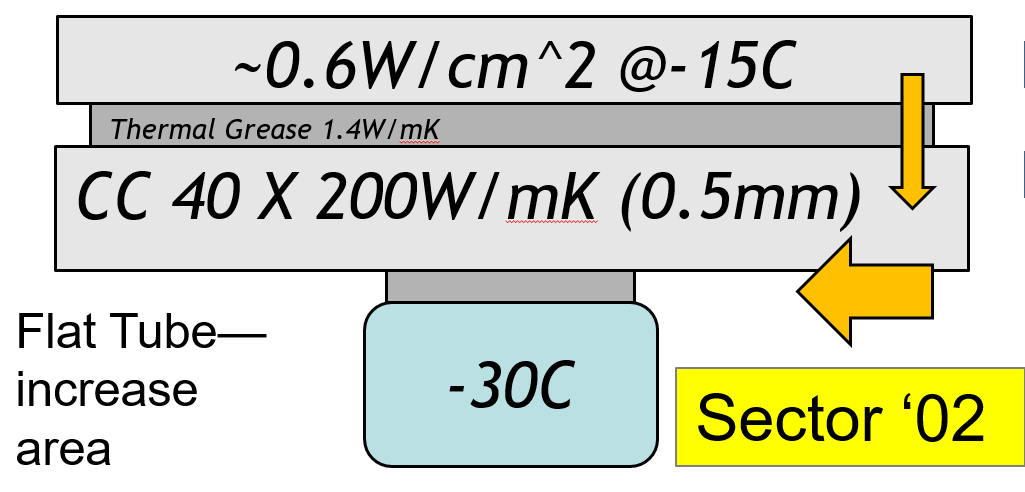 ~0.6W/cm^2 @-15C
Thermal Grease 1.4W/mK
CC 40 X 200W/mK (0.5mm)
Flat Tube—
increase
area
-30C
Sector ‘02